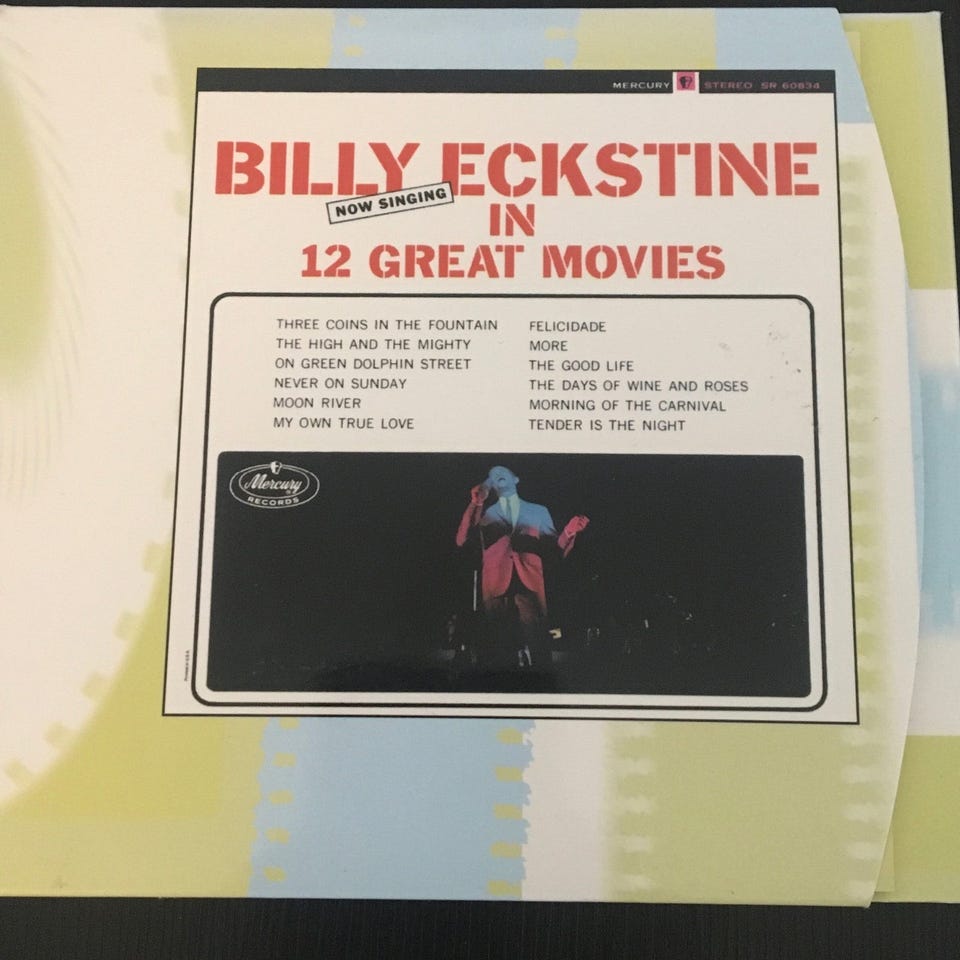 MERCURY STEREO SR 60834
BILLY ECKSTINE
NOW SINGING
IN
12 GREAT MOVIES
THREE COINS IN THE FOUNTAIN
THE HIGH AND THE MIGHTY
ON GREEN DOLPHIN STREET
NEVER ON SUNDAY
MOON RIVER
MY OWN TRUE LOVE
FELICIDADE
MORE
THE GOOD LIFE
THE DAYS OF WINE AND ROSES
MORNING OF THE CARNIVAL
TENDER IS THE NIGHT
Mercury
RECORDS